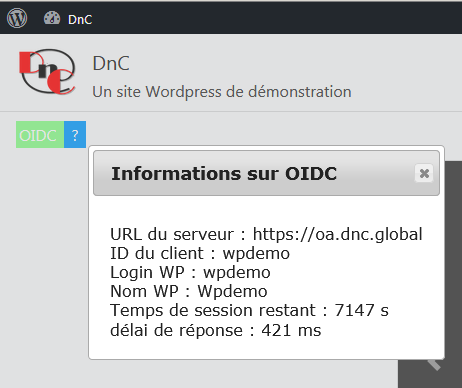 DnC
DnC
DnC
Un site Wordpress de démonstration
OIDC ?
Informations sur OIDC
URL du serveur : https://oa.dnc.global
ID du client : wpdemo
Login WP : wpdemo
Nom WP : Wpdemo
Temps de session restant : 7147 s
délai de réponse : 421 ms